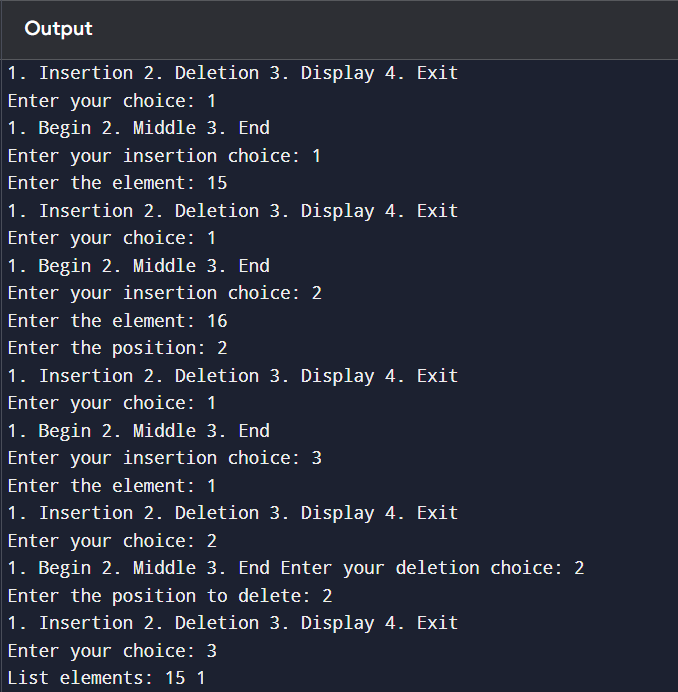 Output
1. Insertion 2. Deletion 3. Display 4. Exit
Enter your choice: 1
1. Begin 2. Middle 3. End
Enter your insertion choice: 1
Enter the element: 15
1. Insertion 2. Deletion 3. Display 4. Exit
Enter your choice: 1
1. Begin 2. Middle 3. End
Enter your insertion choice: 2
Enter the element: 16
Enter the position: 2
1. Insertion 2. Deletion 3. Display 4. Exit
Enter your choice: 1
1. Begin 2. Middle 3. End
Enter your insertion choice: 3
Enter the element: 1
1. Insertion 2. Deletion 3. Display 4. Exit
Enter your choice: 2
1. Begin 2. Middle 3. End Enter your deletion choice: 2
Enter the position to delete: 2
1. Insertion 2. Deletion 3. Display 4. Exit
Enter your choice: 3
List elements: 15 1